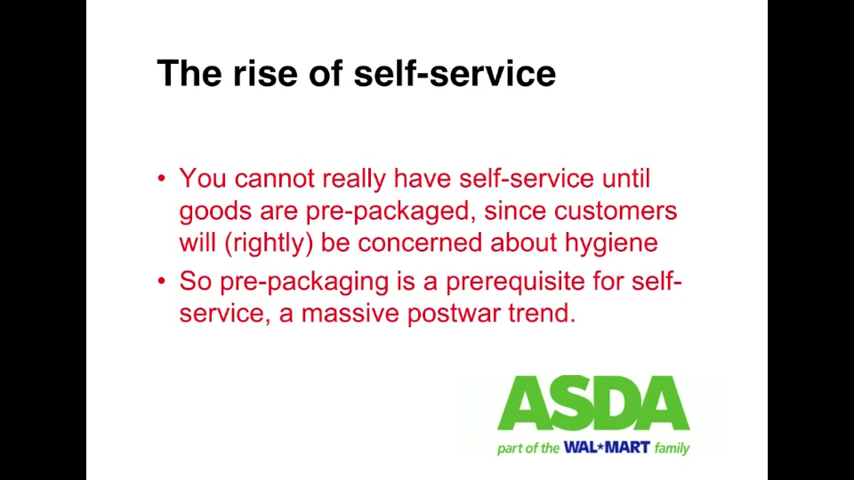 The rise of self-service
• You cannot really have self-service until
goods are pre-packaged, since customers
will (rightly) be concerned about hygiene
• So pre-packaging is a prerequisite for self-
service, a massive postwar trend.
ASDA
part of the WAL★MART family